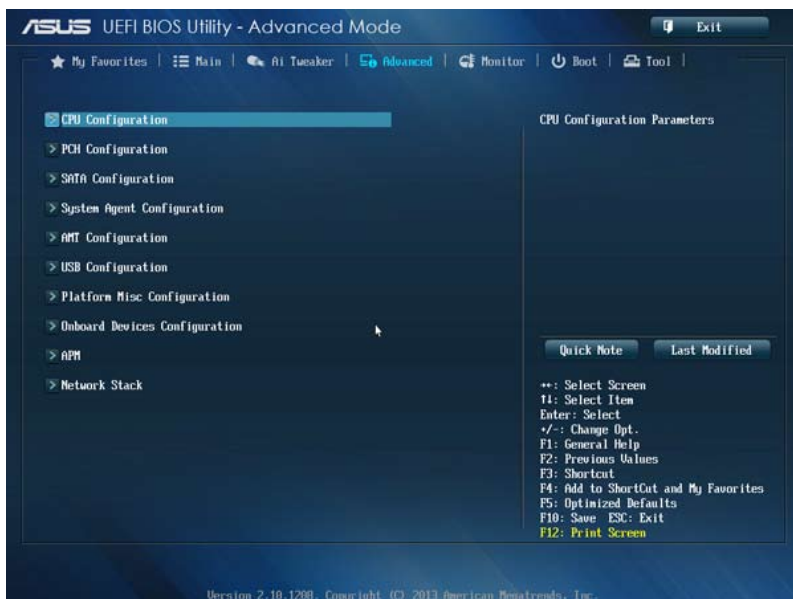 ASUS UEFI BIOS Utility - Advanced Mode
Exit
My Favorites | Main | Ai Tweaker | Advanced | Monitor | Boot | Tool |
> CPU Configuration
CPU Configuration Parameters
> PCH Configuration
> SATA Configuration
> System Agent Configuration
> AMT Configuration
> USB Configuration
> Platform Misc Configuration
> Onboard Devices Configuration
> APM
> Network Stack
Quick Note
Last Modified
→←: Select Screen
↑↓: Select Item
Enter: Select
+/-: Change Opt.
F1: General Help
F2: Previous Values
F3: Shortcut
F4: Add to ShortCut and My Favorites
F5: Optimized Defaults
F10: Save ESC: Exit
F12: Print Screen
Version 2.10.1208. Copyright (C) 2013 American Megatrends, Inc.